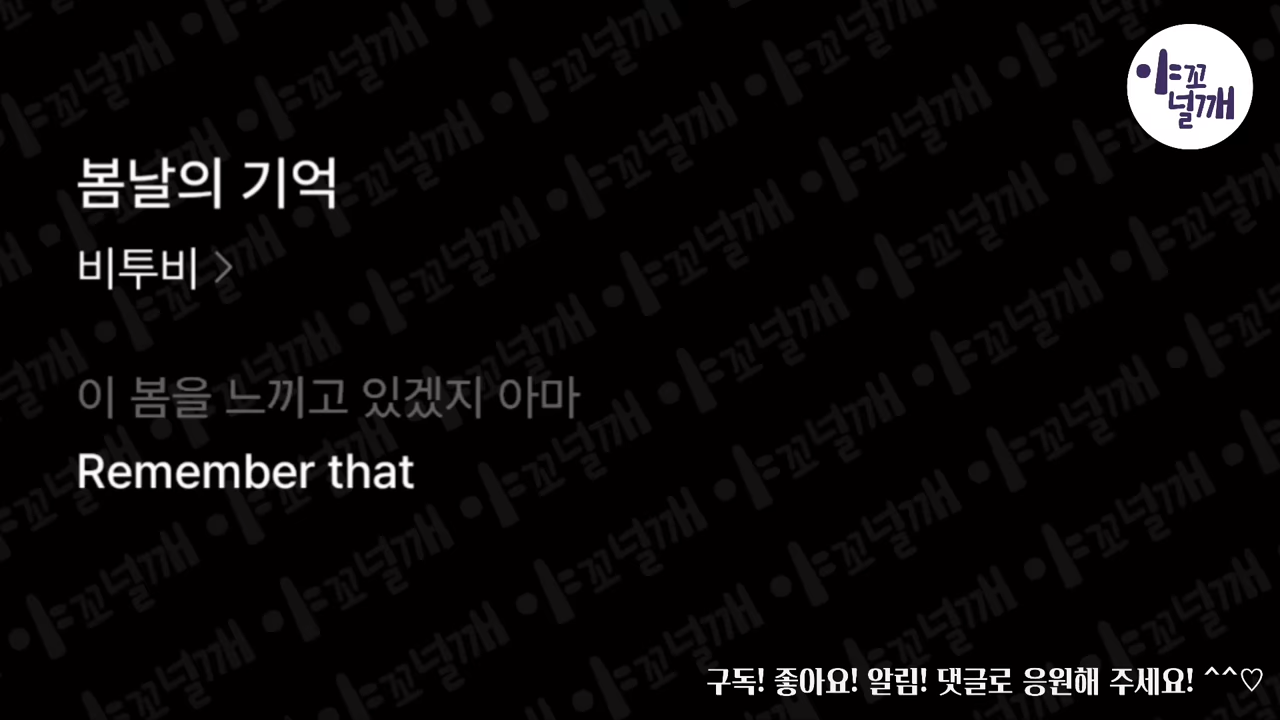 야꼬
널깨
봄날의 기억
비투비 >
이 봄을 느끼고 있겠지 아마
Remember that
구독! 좋아요! 알림! 댓글로 응원해 주세요! ^^♡